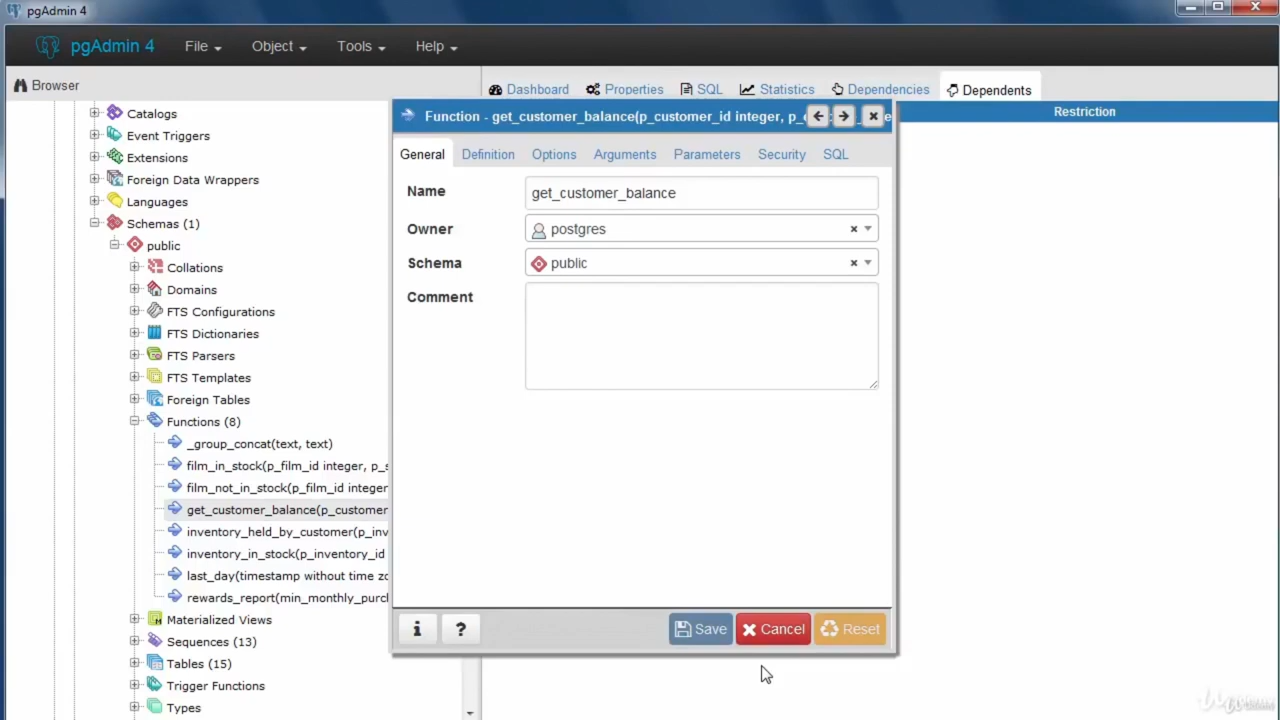 pgAdmin 4
pgAdmin 4 File Object Tools Help
Browser
Dashboard Properties SQL Statistics Dependencies Dependents
Restriction
Catalogs
Event Triggers
Extensions
Foreign Data Wrappers
Languages
Schemas (1)
public
Collations
Domains
FTS Configurations
FTS Dictionaries
FTS Parsers
FTS Templates
Foreign Tables
Functions (8)
_group_concat(text, text)
film_in_stock(p_film_id integer, p_s
film_not_in_stock(p_film_id integer
get_customer_balance(p_customer
inventory_held_by_customer(p_inv
inventory_in_stock(p_inventory_id
last_day(timestamp without time zo
rewards_report(min_monthly_purch
Materialized Views
Sequences (13)
Tables (15)
Trigger Functions
Types
Function - get_customer_balance(p_customer_id integer, p_e
General Definition Options Arguments Parameters Security SQL
Name get_customer_balance
Owner postgres
Schema public
Comment
i ? Save Cancel Reset